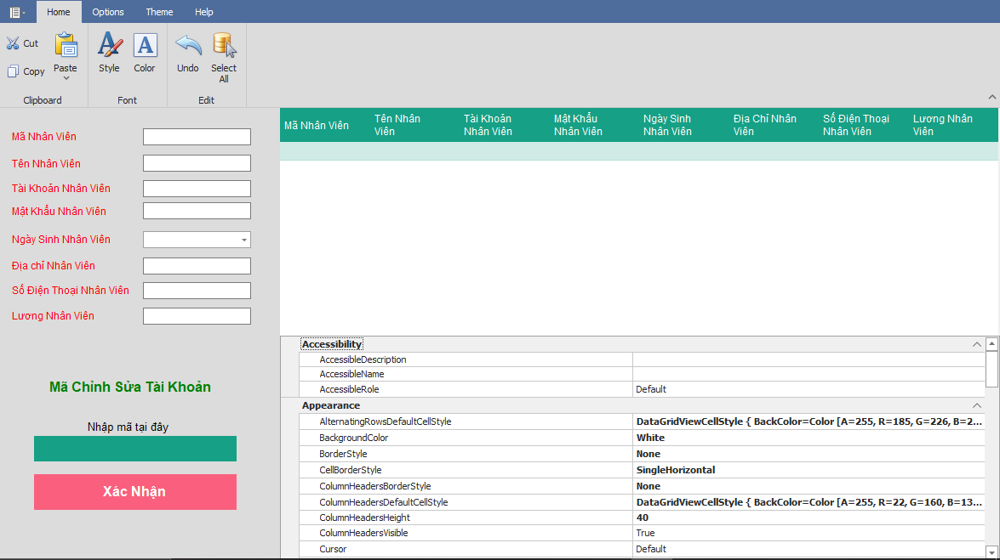 Home Options Theme Help
Cut
Copy
Paste
Style
Color
Undo
Select
All
Clipboard
Font
Edit
Mã Nhân Viên
Tên Nhân Viên
Tài Khoản Nhân Viên
Mật Khẩu Nhân Viên
Ngày Sinh Nhân Viên
Địa chỉ Nhân Viên
Số Điện Thoại Nhân Viên
Lương Nhân Viên
Mã Chỉnh Sửa Tài Khoản
Nhập mã tại đây
Xác Nhận
Mã Nhân Viên
Tên Nhân
Viên
Tài Khoản
Nhân Viên
Mật Khẩu
Nhân Viên
Ngày Sinh
Nhân Viên
Địa Chỉ Nhân
Viên
Số Điện Thoại
Nhân Viên
Lương Nhân
Viên
Accessibility
AccessibleDescription
AccessibleName
AccessibleRole Default
Appearance
AlternatingRowsDefaultCellStyle DataGridViewCellStyle { BackColor=Color [A=255, R=185, G=226, B=2...
BackgroundColor White
BorderStyle None
CellBorderStyle SingleHorizontal
ColumnHeadersBorderStyle None
ColumnHeadersDefaultCellStyle DataGridViewCellStyle { BackColor=Color [A=255, R=22, G=160, B=13...
ColumnHeadersHeight 40
ColumnHeadersVisible True
Cursor Default